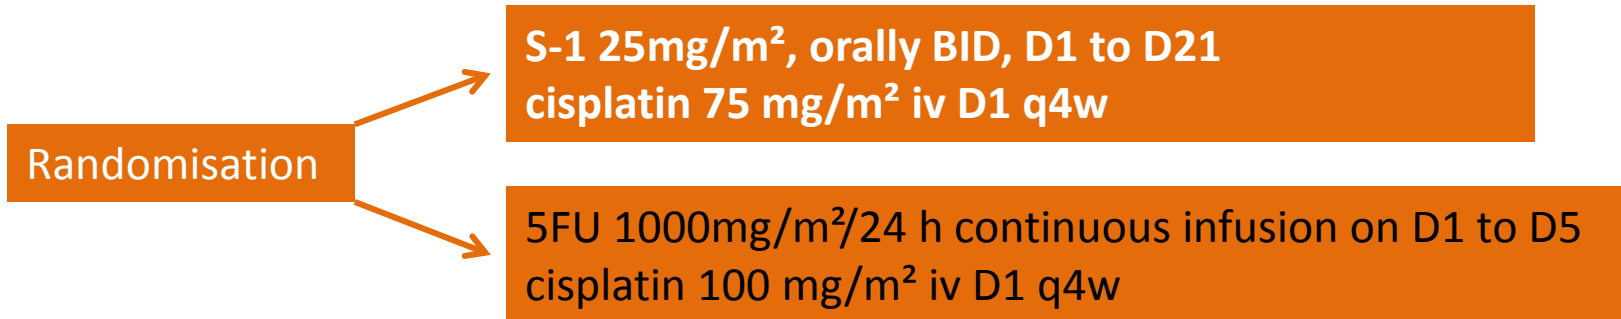 S-1 25mg/m², orally BID, D1 to D21
cisplatin 75 mg/m² iv D1 q4w
Randomisation
5FU 1000mg/m²/24 h continuous infusion on D1 to D5
cisplatin 100 mg/m² iv D1 q4w